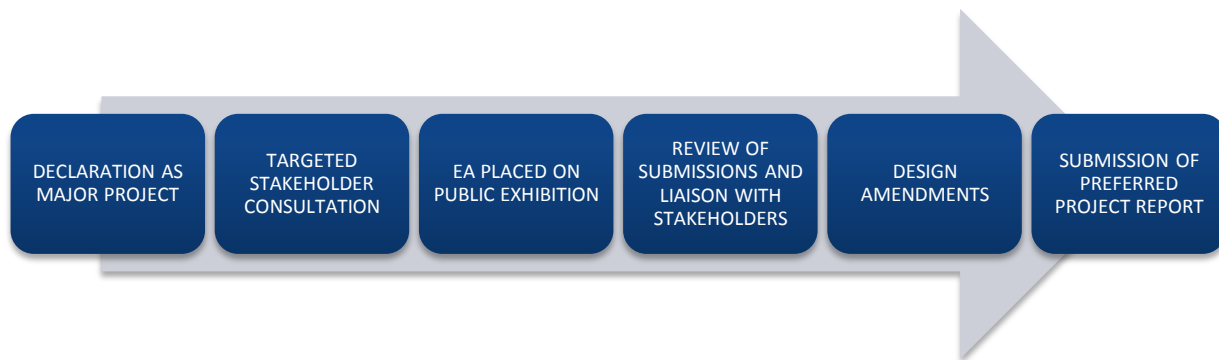 DECLARATION AS
MAJOR PROJECT
TARGETED
STAKEHOLDER
CONSULTATION
EA PLACED ON
PUBLIC EXHIBITION
REVIEW OF
SUBMISSIONS AND
LIAISON WITH
STAKEHOLDERS
DESIGN
AMENDMENTS
SUBMISSION OF
PREFERRED
PROJECT REPORT